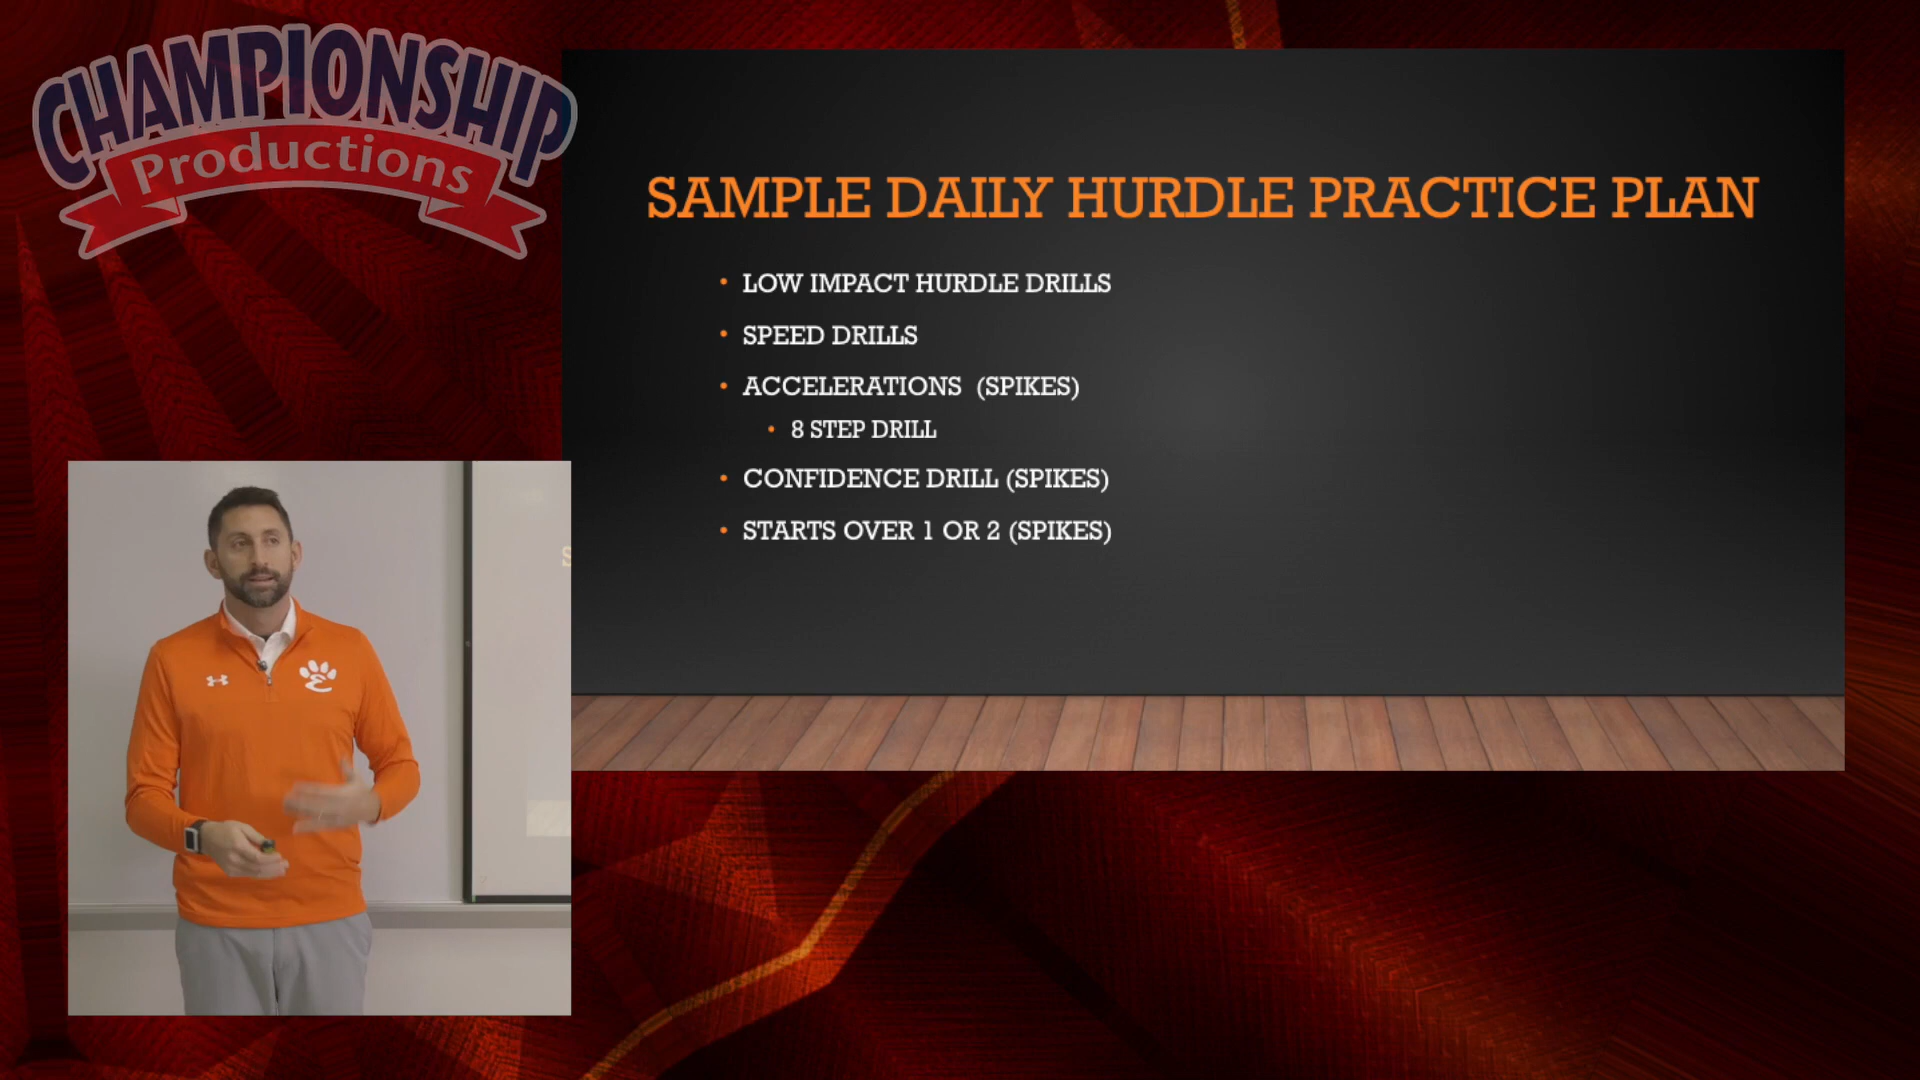 CHAMPIONSHIP
Productions
SAMPLE DAILY HURDLE PRACTICE PLAN
• LOW IMPACT HURDLE DRILLS
• SPEED DRILLS
• ACCELERATIONS (SPIKES)
• 8 STEP DRILL
• CONFIDENCE DRILL (SPIKES)
• STARTS OVER 1 OR 2 (SPIKES)
E